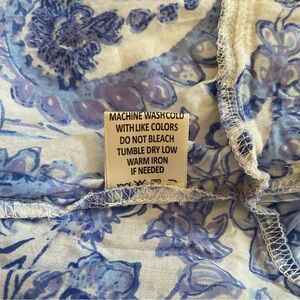 MACHINE WASH COLD
WITH LIKE COLORS
DO NOT BLEACH
TUMBLE DRY LOW
WARM IRON
IF NEEDED